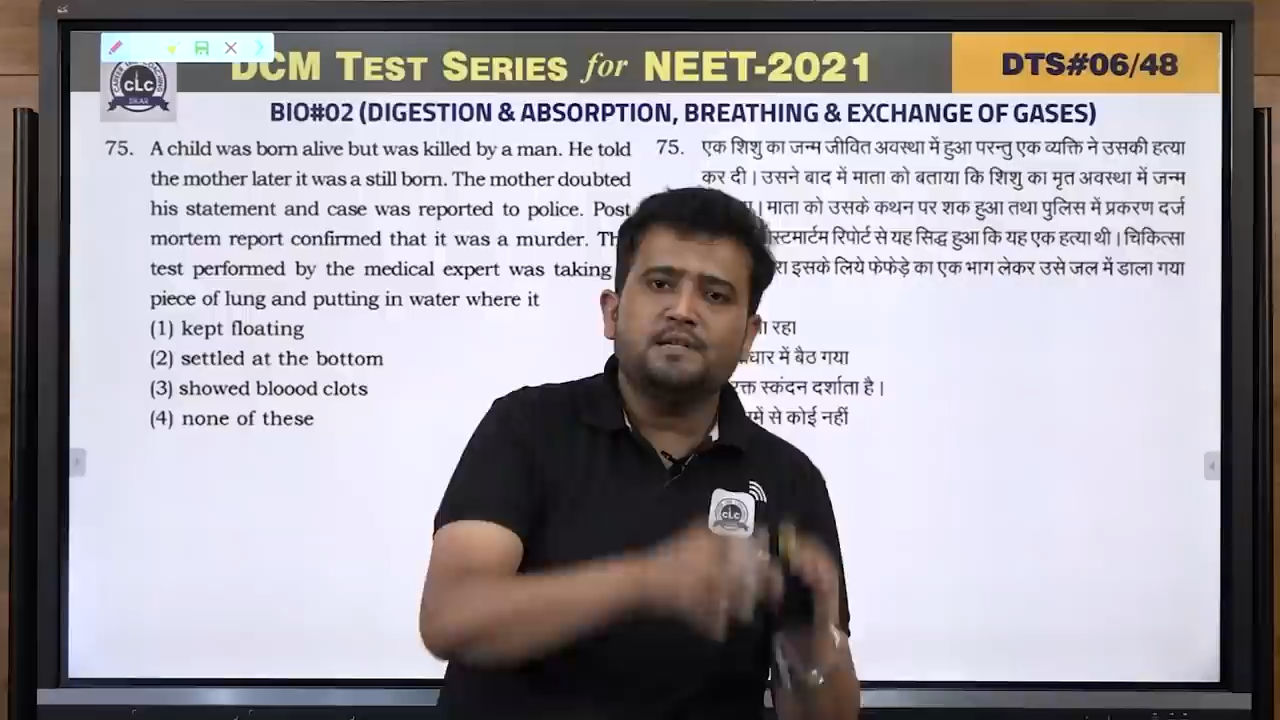 DCM TEST SERIES for NEET-2021
DTS#06/48
CLC
SIKAR
BIO#02 (DIGESTION & ABSORPTION, BREATHING & EXCHANGE OF GASES)
75. A child was born alive but was killed by a man. He told
the mother later it was a still born. The mother doubted
his statement and case was reported to police. Post
mortem report confirmed that it was a murder.
test performed by the medical expert was taking
piece of lung and putting in water where it
(1) kept floating
(2) settled at the bottom
(3) showed bloood clots
(4) none of these
75. एक शिशु का जन्म जीवित अवस्था में हुआ परन्तु एक व्यक्ति ने उसकी हत्या
कर दी। उसने बाद में माता को बताया कि शिशु का मृत अवस्था में जन्म
। माता को उसके कथन पर शक हुआ तथा पुलिस में प्रकरण दर्ज
रिपोर्ट से यह सिद्ध हुआ कि यह एक हत्या थी। चिकित्सा
इसके लिये फेफेड़े का एक भाग लेकर उसे जल में डाला गया
रहा
में बैठ गया
स्कंदन दर्शाता है।
से कोई नहीं
CLC